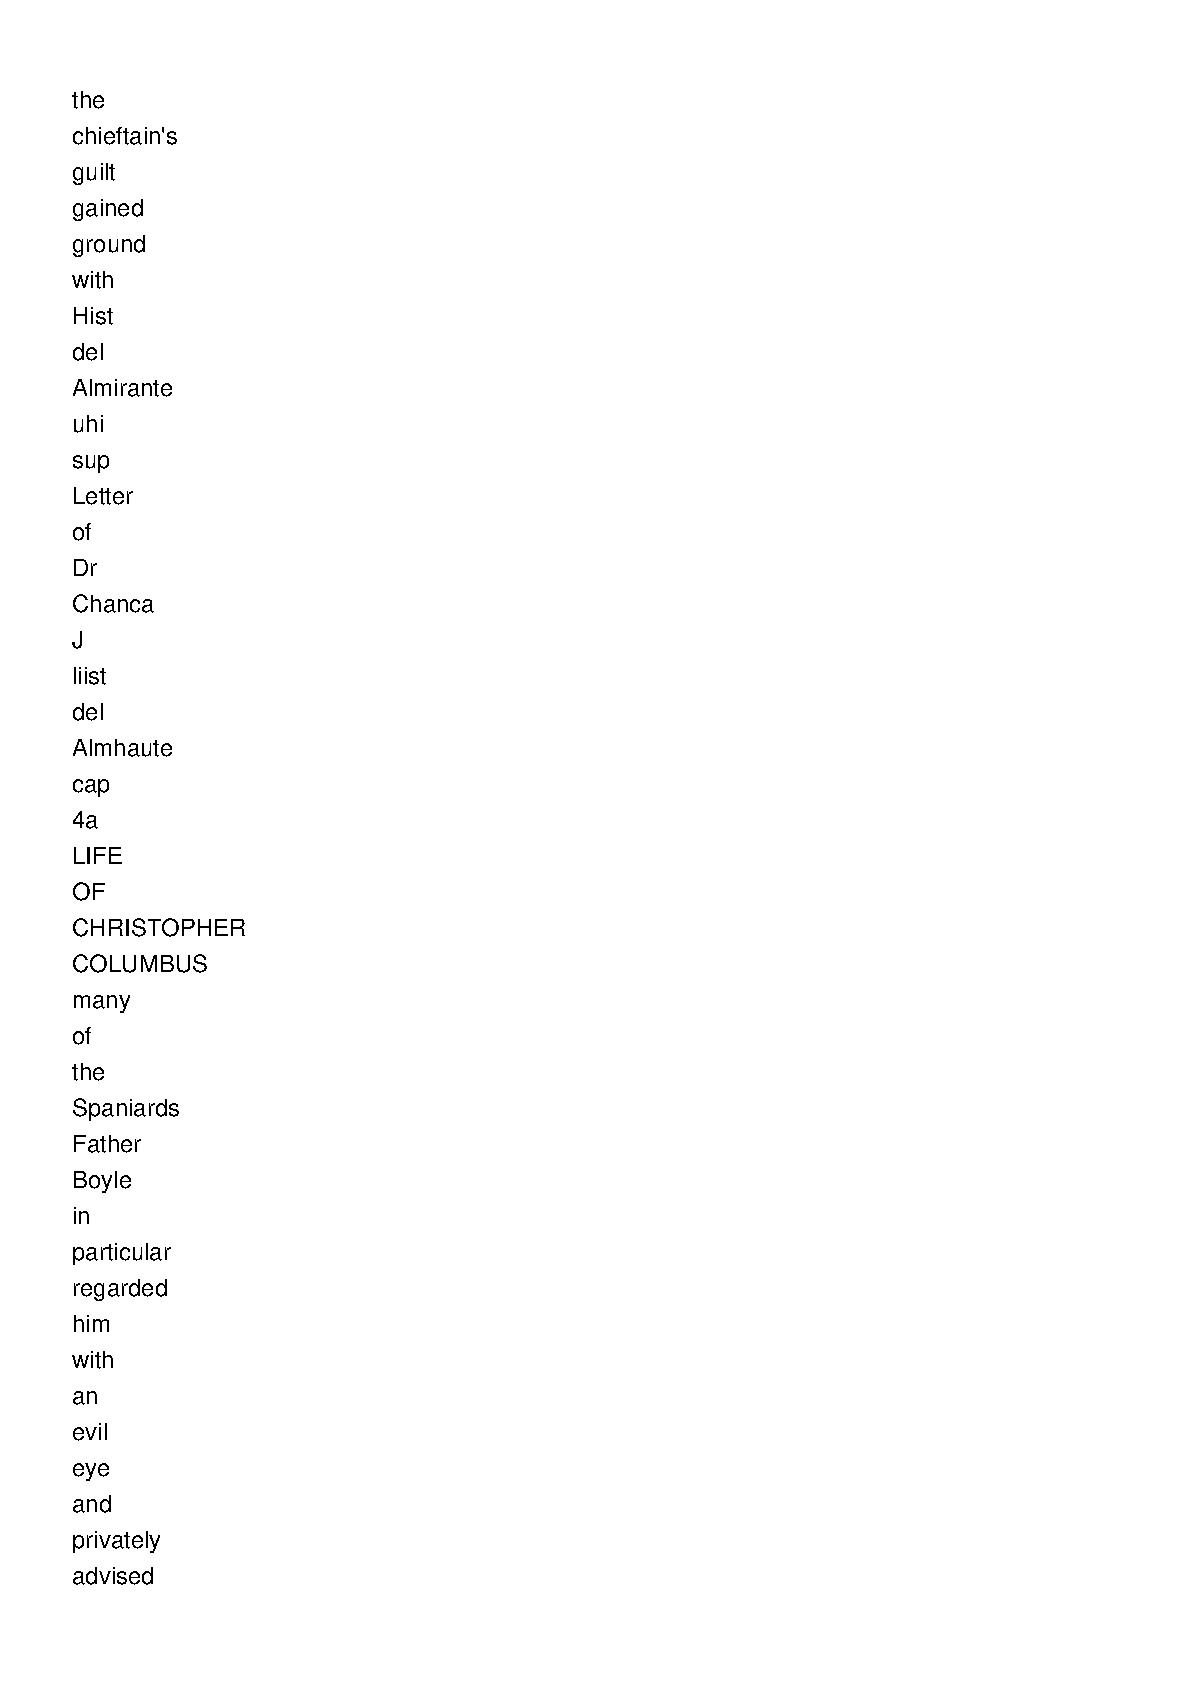 the
chieftain's
guilt
gained
ground
with
Hist
del
Almirante
uhi
sup
Letter
of
Dr
Chanca
J
liist
del
Almhaute
cap
4a
LIFE
OF
CHRISTOPHER
COLUMBUS
many
of
the
Spaniards
Father
Boyle
in
particular
regarded
him
with
an
evil
eye
and
privately
advised